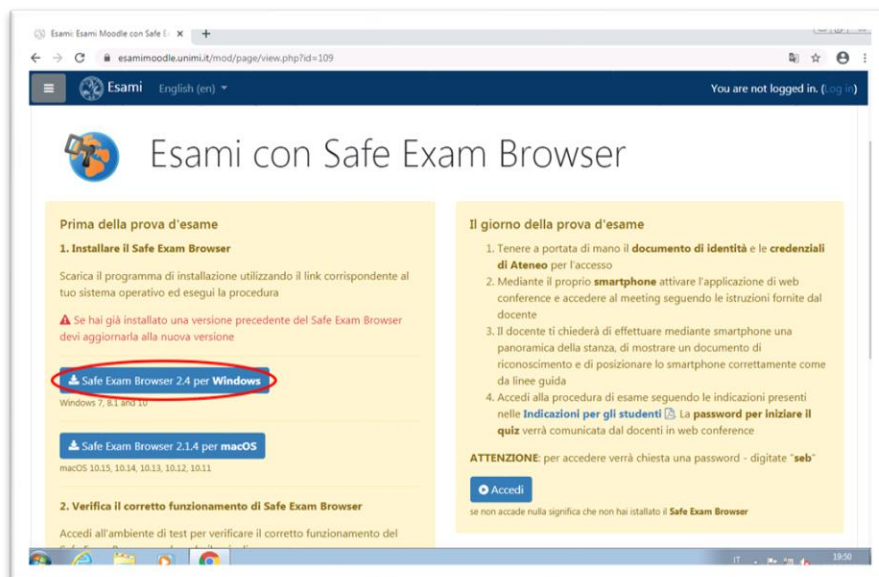 Esami: Esami Moodle con Safe E
esamimoodle.unimi.it/mod/page/view.php?id=109
Esami English (en)
You are not logged in. (Log in)
Esami con Safe Exam Browser
Prima della prova d'esame
1. Installare il Safe Exam Browser
Scarica il programma di installazione utilizzando il link corrispondente al
tuo sistema operativo ed esegui la procedura
Se hai già installato una versione precedente del Safe Exam Browser
devi aggiornarla alla nuova versione
Safe Exam Browser 2.4 per Windows
Windows 7, 8.1 and 10
Safe Exam Browser 2.1.4 per macOS
macOS 10.15, 10.14, 10.13, 10.12, 10.11
2. Verifica il corretto funzionamento di Safe Exam Browser
Accedi all'ambiente di test per verificare il corretto funzionamento del
Il giorno della prova d'esame
1. Tenere a portata di mano il documento di identità e le credenziali
di Ateneo per l'accesso
2. Mediante il proprio smartphone attivare l'applicazione di web
conference e accedere al meeting seguendo le istruzioni fornite dal
docente
3. Il docente ti chiederà di effettuare mediante smartphone una
panoramica della stanza, di mostrare un documento di
riconoscimento e di posizionare lo smartphone correttamente come
da linee guida
4. Accedi alla procedura di esame seguendo le indicazioni presenti
nelle Indicazioni per gli studenti La password per iniziare il
quiz verrà comunicata dal docenti in web conference
ATTENZIONE: per accedere verrà chiesta una password - digitate "seb"
Accedi
se non accade nulla significa che non hai istallato il Safe Exam Browser
IT
19:50